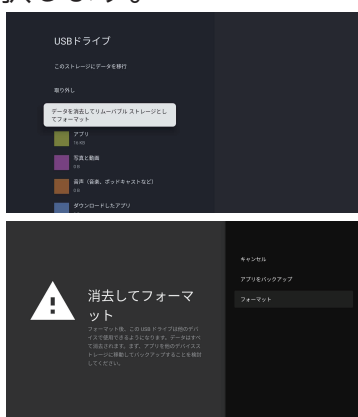 USBドライブ
このストレージにデータを移行
取り外し
データを消去してリムーバブル ストレージとし
てフォーマット
アプリ
写真と動画
0 B
音声（音楽、ポッドキャストなど）
0 B
ダウンロードしたアプリ
消去してフォーマ
ット
フォーマット後、この USB ドライブは他のデバ
イスで使用できるようになります。データはすべ
て消去されます。まず、アプリを他のデバイスス
トレージに移動してバックアップすることを検討
してください。
キャンセル
アプリをバックアップ
フォーマット